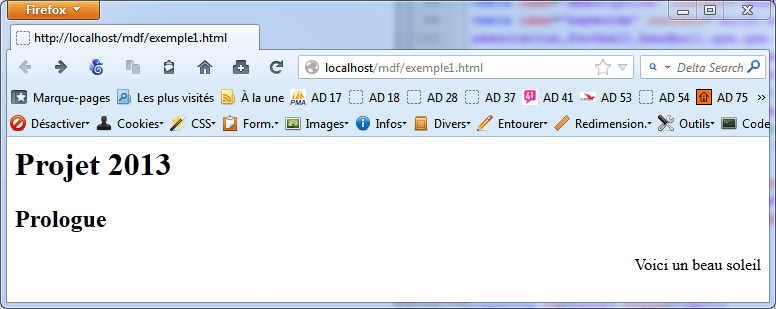 Firefox
http://localhost/mdf/exemple1.html
localhost/mdf/exemple1.html
Delta Search
Marque-pages Les plus visités À la une PMA AD 17 AD 18 AD 28 AD 37 41 AD 41 AD 53 AD 54 AD 75 »
Désactiver Cookies CSS Form. Images Infos Divers Entourer Redimension. Outils Code
Projet 2013
Prologue
Voici un beau soleil